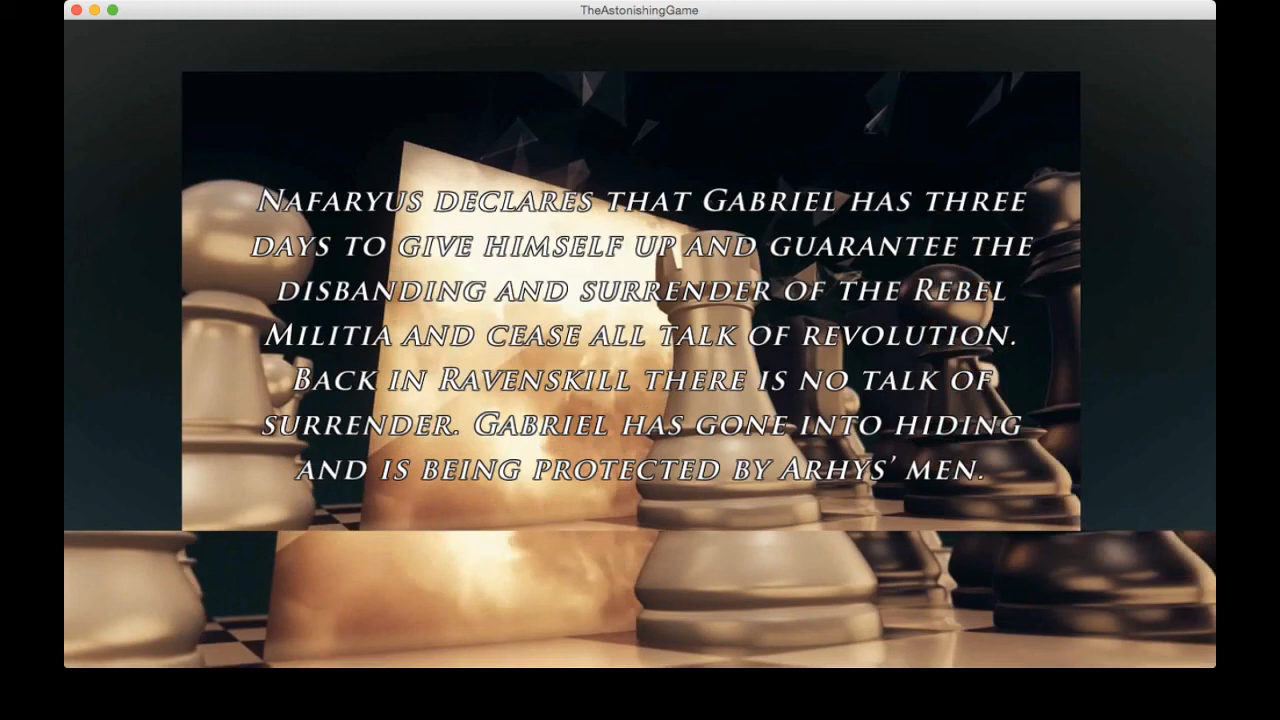 TheAstonishingGame
Nafaryus declares that Gabriel has three
days to give himself up and guarantee the
disbanding and surrender of the Rebel
Militia and cease all talk of revolution.
Back in Ravenskill there is no talk of
surrender. Gabriel has gone into hiding
and is being protected by Arhys’ men.